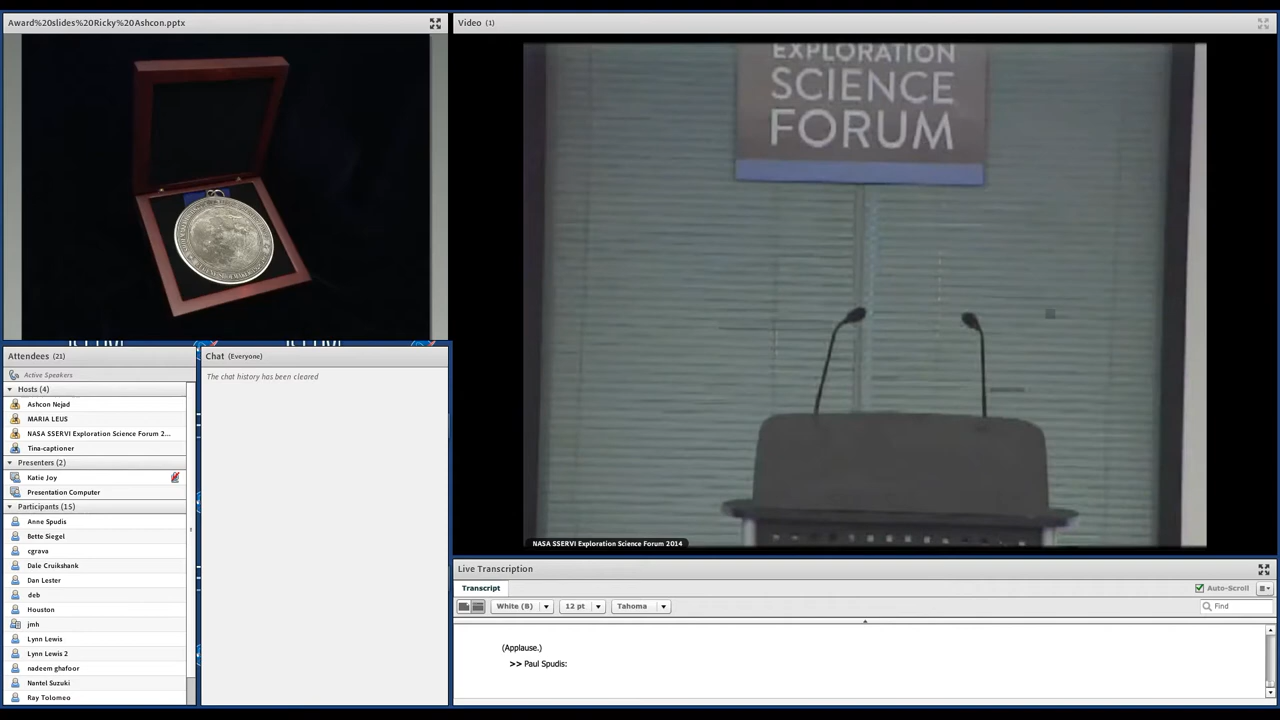 Award%20slides%20Ricky%20Ashcon.pptx
Video (1)
EXPLORATION
SCIENCE
FORUM
NASA SSERVI Exploration Science Forum 2014
Attendees (21)
Active Speakers
Hosts (4)
Ashcon Nejad
MARIA LEUS
NASA SSERVI Exploration Science Forum 2...
Tina-captioner
Presenters (2)
Katie Joy
Presentation Computer
Participants (15)
Anne Spudis
Bette Siegel
cgrava
Dale Cruikshank
Dan Lester
deb
Houston
jmh
Lynn Lewis
Lynn Lewis 2
nadeem ghafoor
Nantel Suzuki
Ray Tolomeo
Chat (Everyone)
The chat history has been cleared
Live Transcription
Transcript
Auto-Scroll
White (B)
12 pt
Tahoma
Find
(Applause.)
>> Paul Spudis: